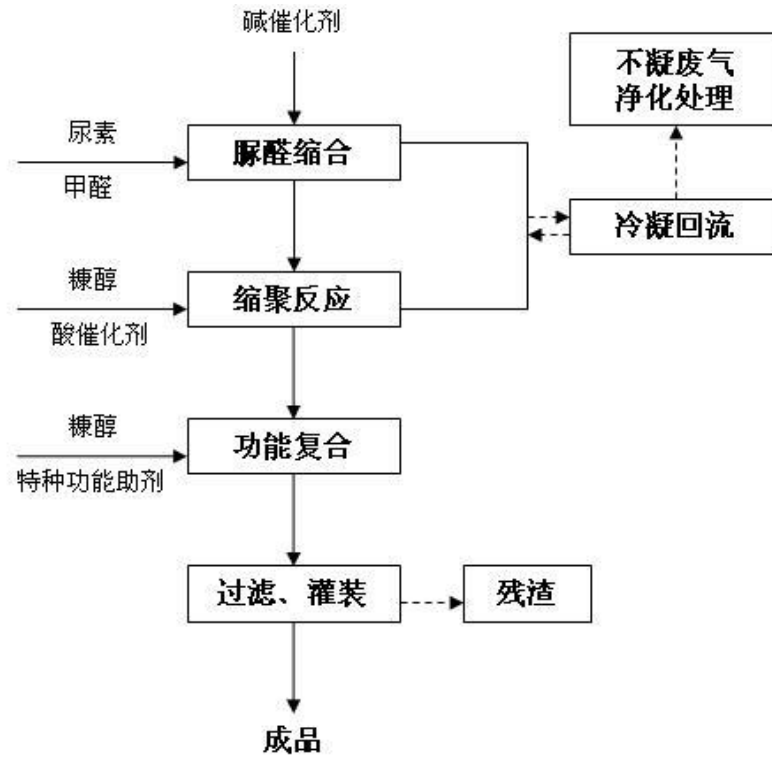 碱催化剂
不凝废气
净化处理
尿素
甲醛
脲醛缩合
冷凝回流
糠醇
酸催化剂
缩聚反应
糠醇
特种功能助剂
功能复合
过滤、灌装
残渣
成品